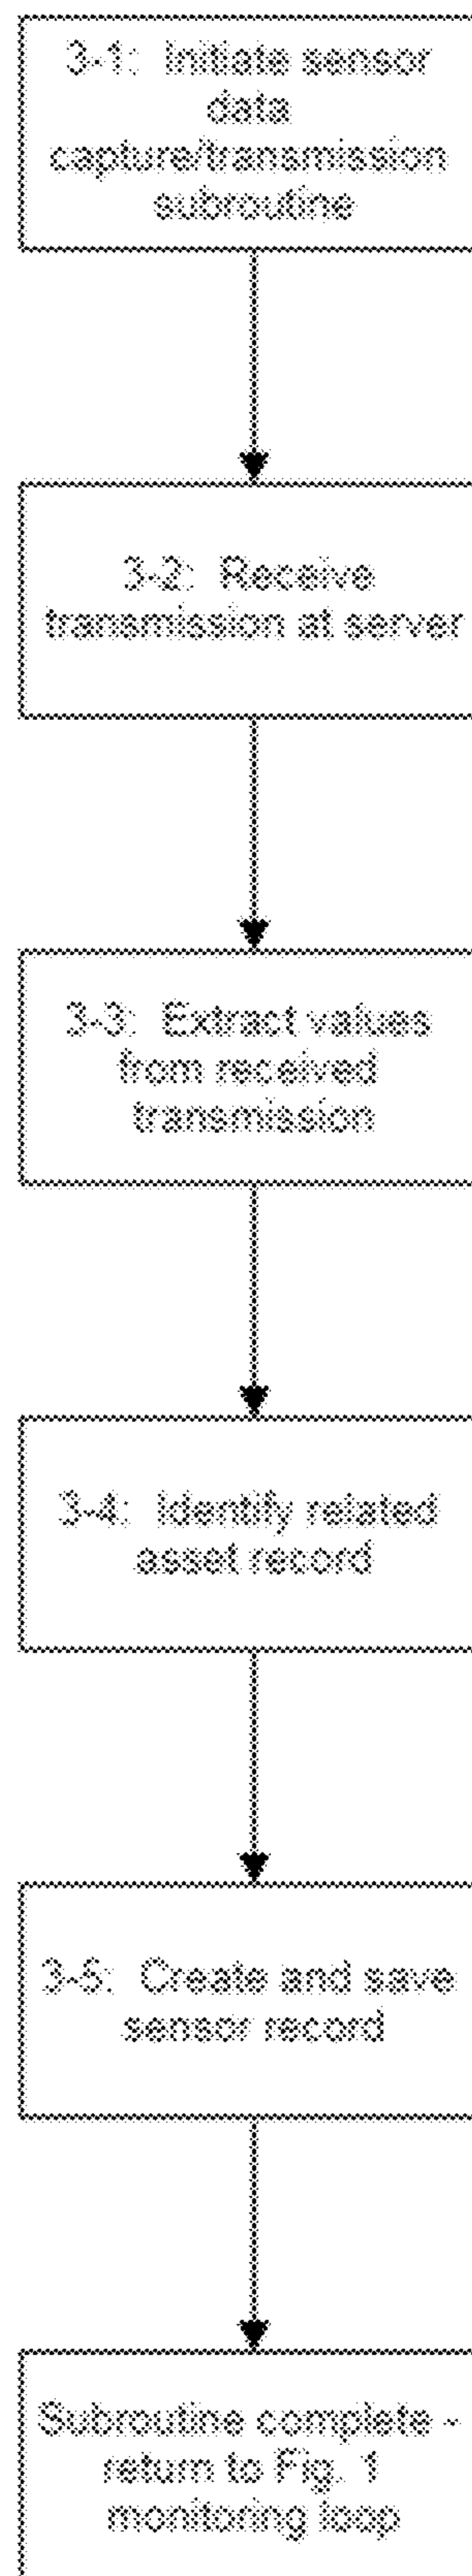 3-1: Initiate sensor
data
capture/transmission
subroutine
3-2: Receive
transmission at server
3-3: Extract values
from received
transmission
3-4: Identify related
asset record
3-5: Create and save
sensor record
Subroutine complete -
return to Fig. 1
monitoring loop